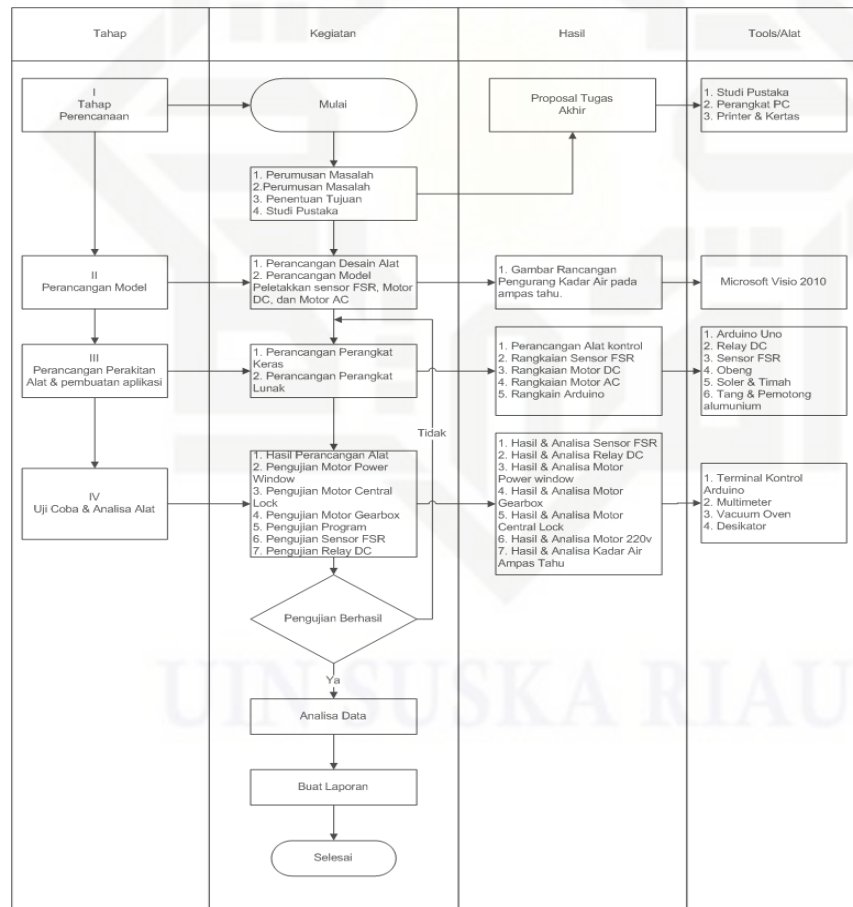 Tahap
Kegiatan
Hasil
Tools/Alat
I
Tahap
Perencanaan
Mulai
Proposal Tugas
Akhir
1. Studi Pustaka
2. Perangkat PC
3. Printer & Kertas
1. Perumusan Masalah
2.Perumusan Masalah
3. Penentuan Tujuan
4. Studi Pustaka
II
Perancangan Model
1. Perancangan Desain Alat
2. Perancangan Model
Peletakkan sensor FSR, Motor
DC, dan Motor AC
1. Gambar Rancangan
Pengurang Kadar Air pada
ampas tahu.
Microsoft Visio 2010
III
Perancangan Perakitan
Alat & pembuatan aplikasi
1. Perancangan Perangkat
Keras
2. Perancangan Perangkat
Lunak
1. Perancangan Alat kontrol
2. Rangkaian Sensor FSR
3. Rangkaian Motor DC
4. Rangkaian Motor AC
5. Rangkain Arduino
1. Arduino Uno
2. Relay DC
3. Sensor FSR
4. Obeng
5. Soler & Timah
6. Tang & Pemotong
alumunium
Tidak
IV
Uji Coba & Analisa Alat
1. Hasil Perancangan Alat
2. Pengujian Motor Power
Window
3. Pengujian Motor Central
Lock
4. Pengujian Motor Gearbox
5. Pengujian Program
6. Pengujian Sensor FSR
7. Pengujian Relay DC
1. Hasil & Analisa Sensor FSR
2. Hasil & Analisa Relay DC
3. Hasil & Analisa Motor
Power window
4. Hasil & Analisa Motor
Gearbox
5. Hasil & Analisa Motor
Central Lock
6. Hasil & Analisa Motor 220v
7. Hasil & Analisa Kadar Air
Ampas Tahu
1. Terminal Kontrol
Arduino
2. Multimeter
3. Vacuum Oven
4. Desikator
Pengujian Berhasil
Ya
Analisa Data
Buat Laporan
Selesai
UIN SUSKA RIAU